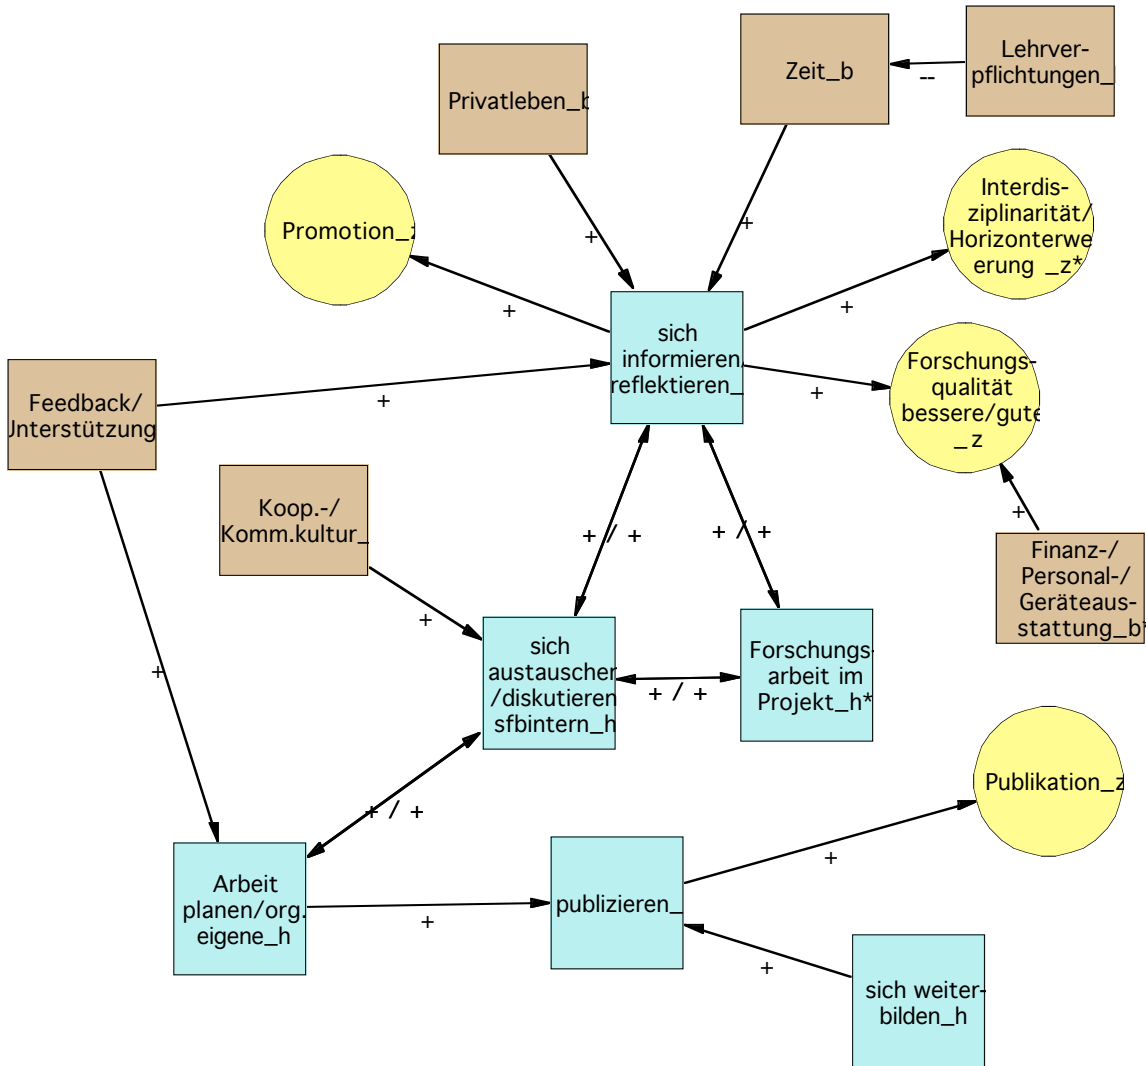 Lehrver-
pflichtungen_
Zeit_b
--
Privatleben_b
Interdis-
ziplinarität/
Horizonterwe
erung _z*
Promotion_z
+
+
+
+
sich
informieren/
reflektieren_
Forschungs-
qualität
bessere/gute
_z
Feedback/
Unterstützung
+
+
Koop.-/
Komm.kultur_
+
+ / +
+ / +
Finanz-/
Personal-/
Geräteaus-
stattung_b*
+
sich
austauschen
/diskutieren
sfbintern_h
Forschungs-
arbeit im
Projekt_h*
+ / +
+
Publikation_z
+ / +
+
Arbeit
planen/org.
eigene_h
publizieren_
+
+
sich weiter-
bilden_h